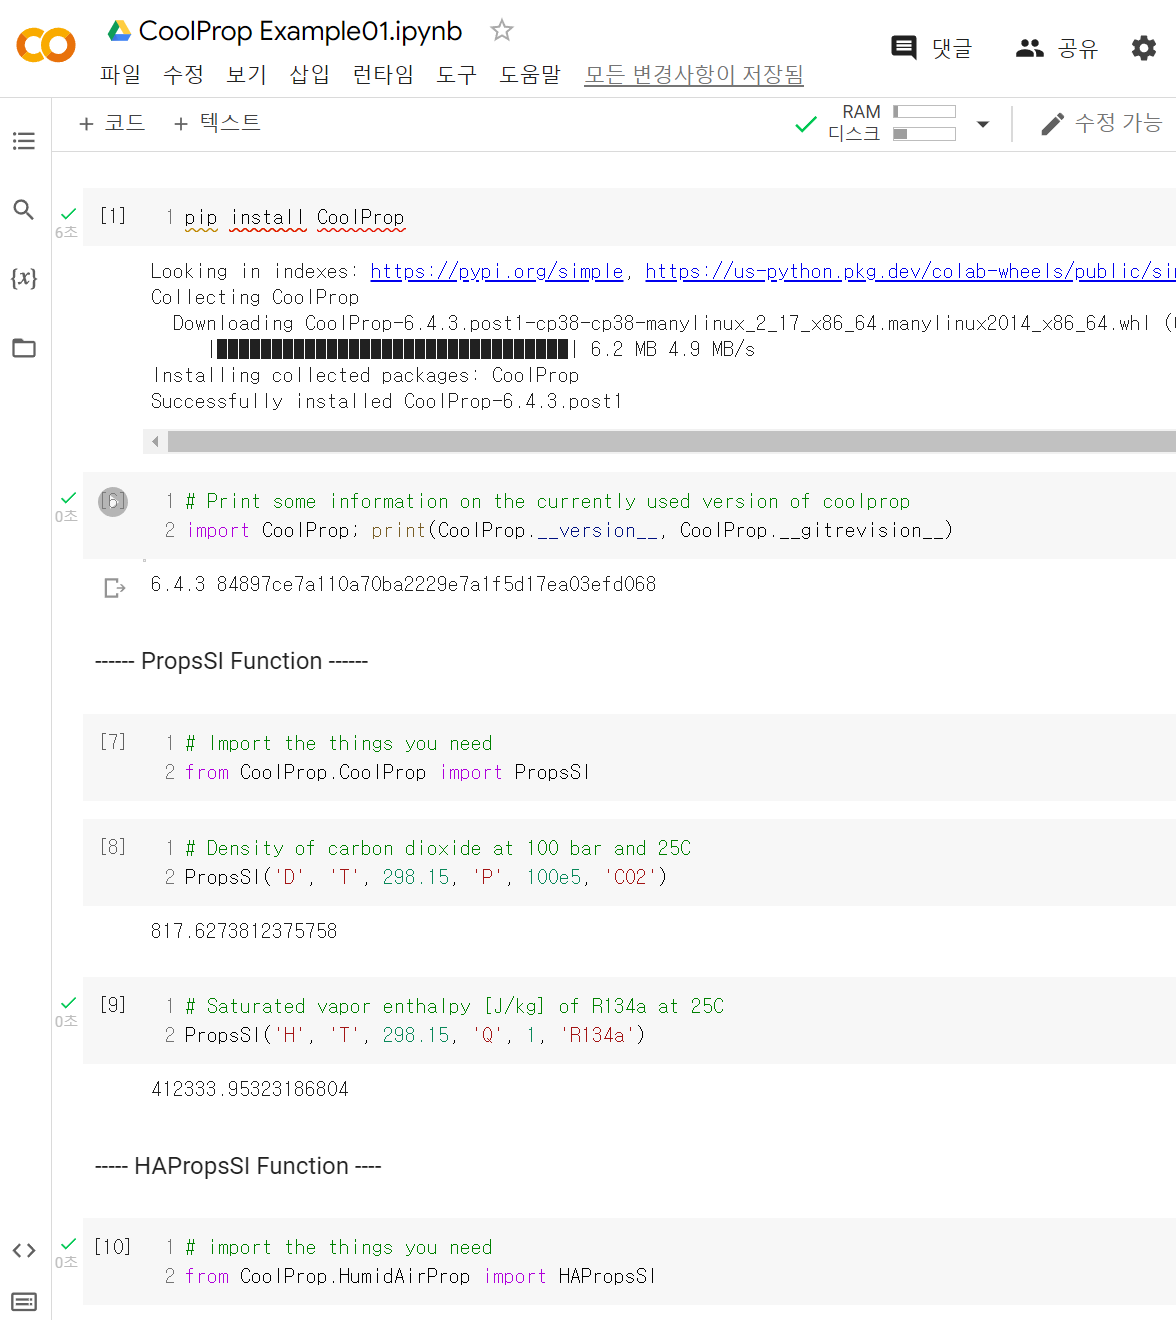 CoolProp Example01.ipynb
댓글 공유
파일 수정 보기 삽입 런타임 도구 도움말 모든 변경사항이 저장됨
+ 코드 + 텍스트
RAM
디스크
수정 가능
[1] 1 pip install CoolProp
6초
{x}
Looking in indexes: https://pypi.org/simple, https://us-python.pkg.dev/colab-wheels/public/si
Collecting CoolProp
Downloading CoolProp-6.4.3.post1-cp38-cp38-manylinux_2_17_x86_64.manylinux2014_x86_64.whl (
|████████████████████████████████| 6.2 MB 4.9 MB/s
Installing collected packages: CoolProp
Successfully installed CoolProp-6.4.3.post1
[6] 1 # Print some information on the currently used version of coolprop
0초
2 import CoolProp; print(CoolProp.__version__, CoolProp.__gitrevision__)
6.4.3 84897ce7a110a70ba2229e7a1f5d17ea03efd068
------ PropsSI Function ------
[7] 1 # Import the things you need
2 from CoolProp.CoolProp import PropsSI
[8] 1 # Density of carbon dioxide at 100 bar and 25C
2 PropsSI('D', 'T', 298.15, 'P', 100e5, 'CO2')
817.6273812375758
[9] 1 # Saturated vapor enthalpy [J/kg] of R134a at 25C
0초
2 PropsSI('H', 'T', 298.15, 'Q', 1, 'R134a')
412333.95323186804
----- HAPropsSI Function ----
[10] 1 # import the things you need
0초
2 from CoolProp.HumidAirProp import HAPropsSI